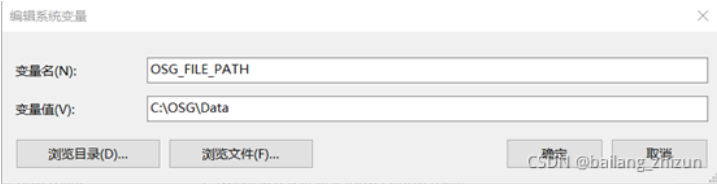 编辑系统变量
变量名(N):
OSG_FILE_PATH
变量值(V):
C:\OSG\Data
浏览目录(D)...
浏览文件(F)...
确定
取消
CSDN @bailang_zhizun